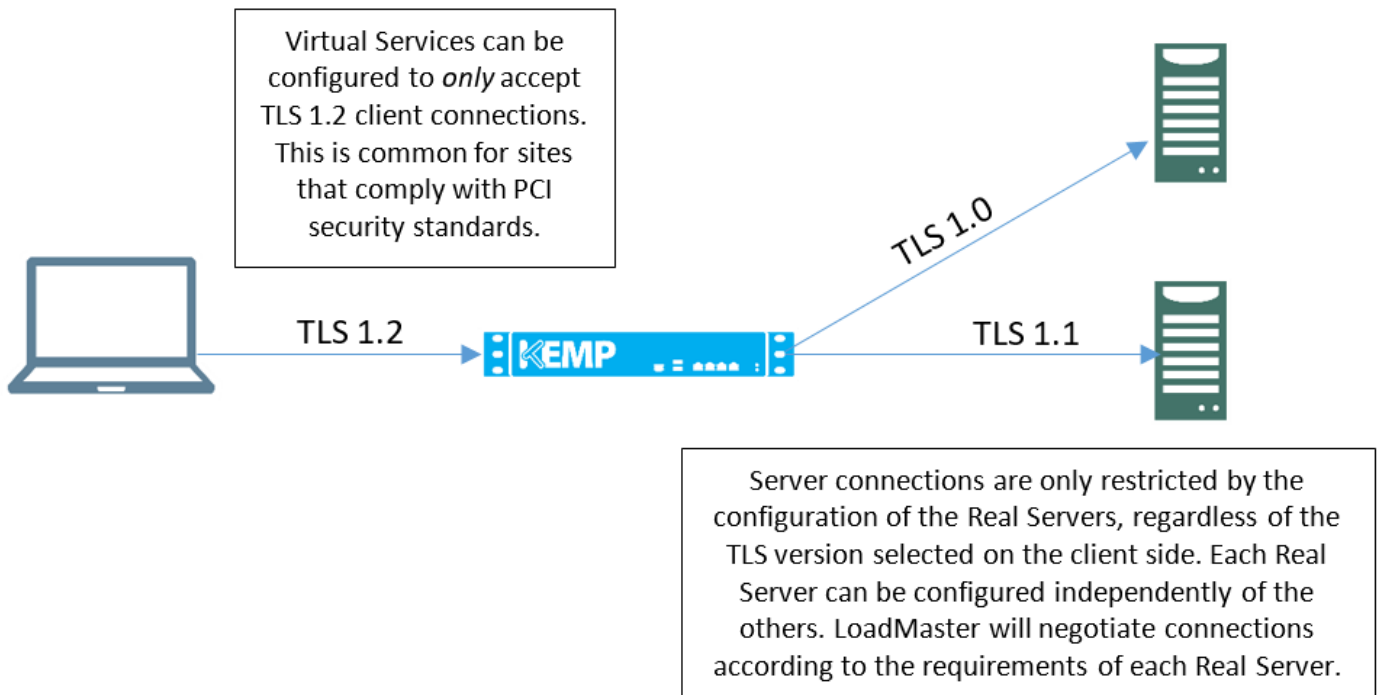 Virtual Services can be
configured to only accept
TLS 1.2 client connections.
This is common for sites
that comply with PCI
security standards.
TLS 1.2
KEMP
TLS 1.0
TLS 1.1
Server connections are only restricted by the
configuration of the Real Servers, regardless of the
TLS version selected on the client side. Each Real
Server can be configured independently of the
others. LoadMaster will negotiate connections
according to the requirements of each Real Server.